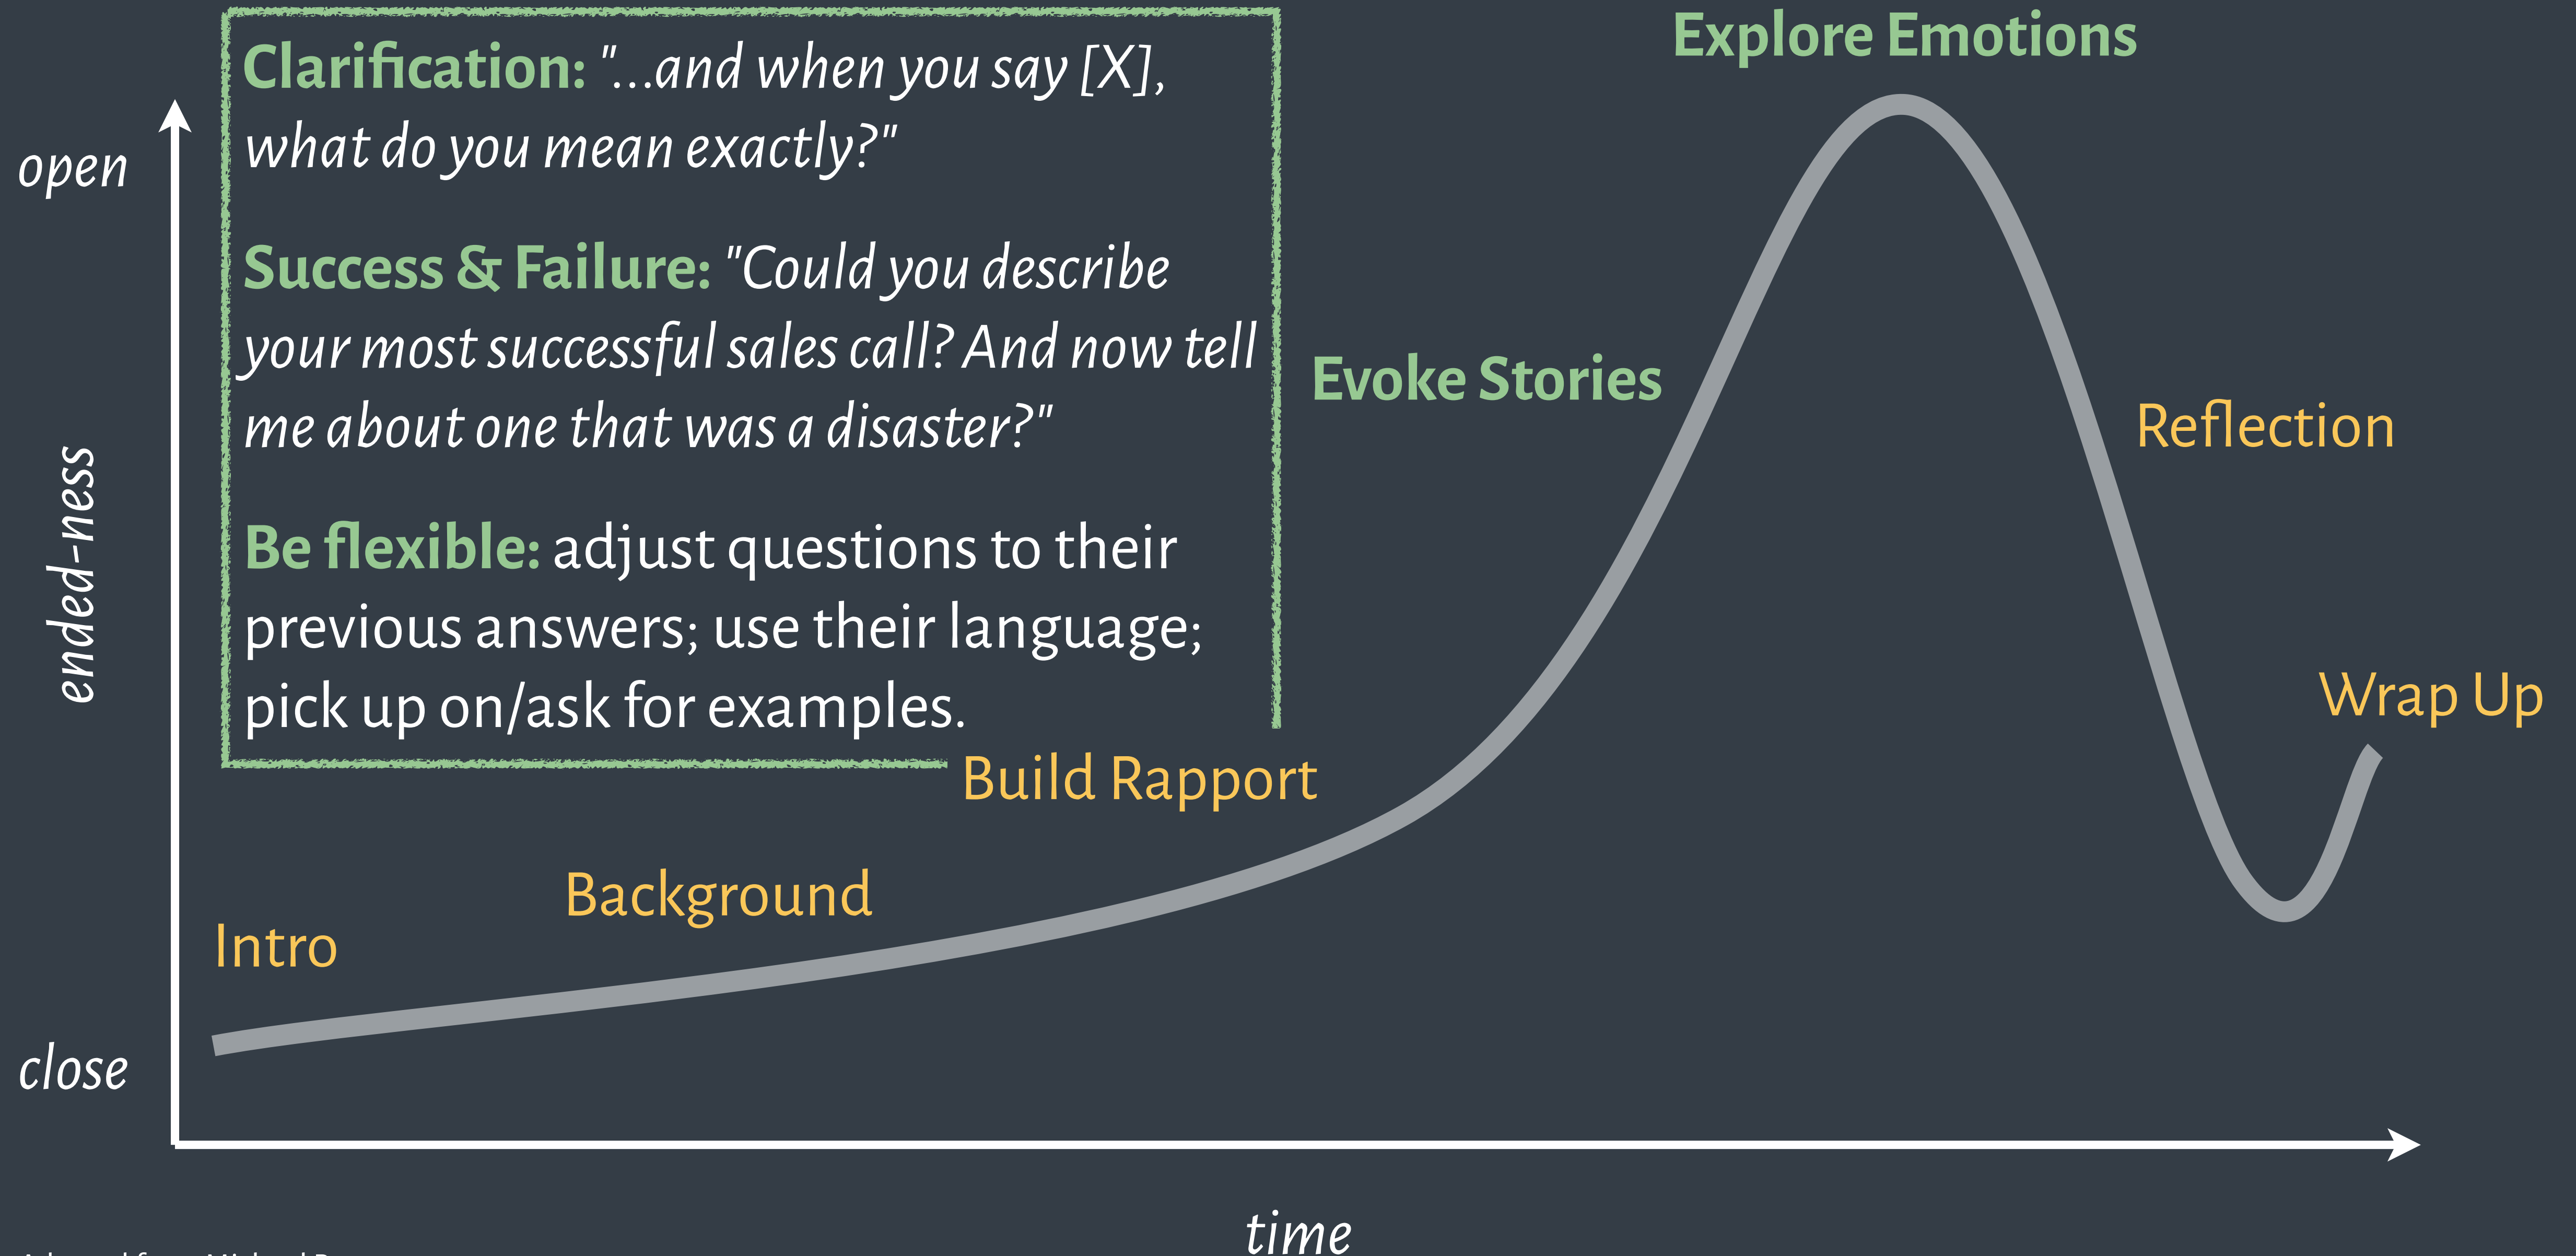 Clarification: "...and when you say [X],
what do you mean exactly?"
Success & Failure: "Could you describe
your most successful sales call? And now tell
me about one that was a disaster?"
Be flexible: adjust questions to their
previous answers; use their language;
pick up on/ask for examples.
Explore Emotions
Evoke Stories
Reflection
Wrap Up
Build Rapport
Background
Intro
open
ended-ness
close
time